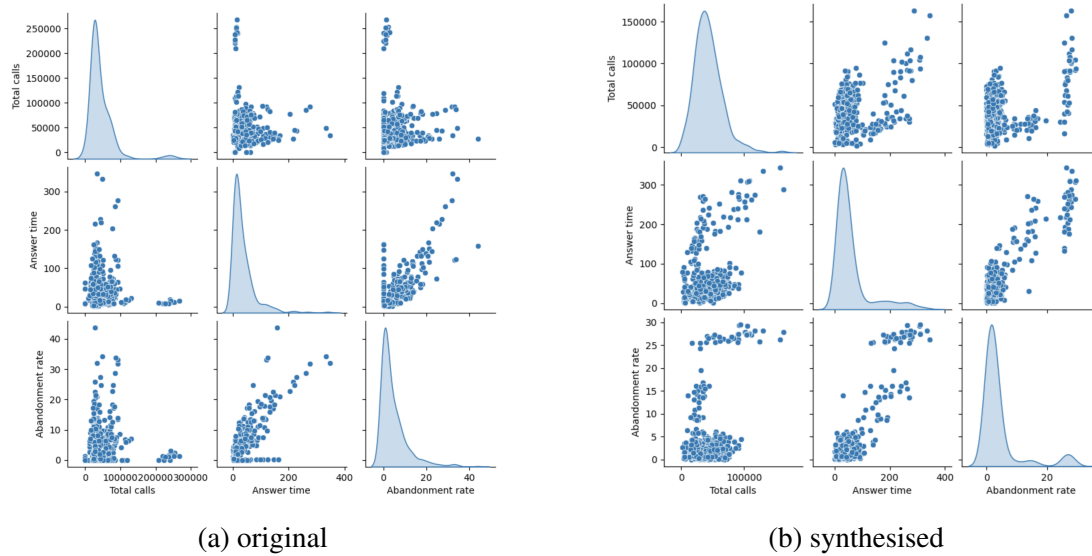 250000
200000
150000
100000
50000
0
Total calls
300
200
100
0
Answer time
40
30
20
10
0
Abandonment rate
0 100000 200000 300000
Total calls
0 200 400
Answer time
0 20 40
Abandonment rate
(a) original
150000
100000
50000
0
Total calls
300
200
100
0
Answer time
30
25
20
15
10
5
0
Abandonment rate
0 100000
Total calls
0 200 400
Answer time
0 20
Abandonment rate
(b) synthesised